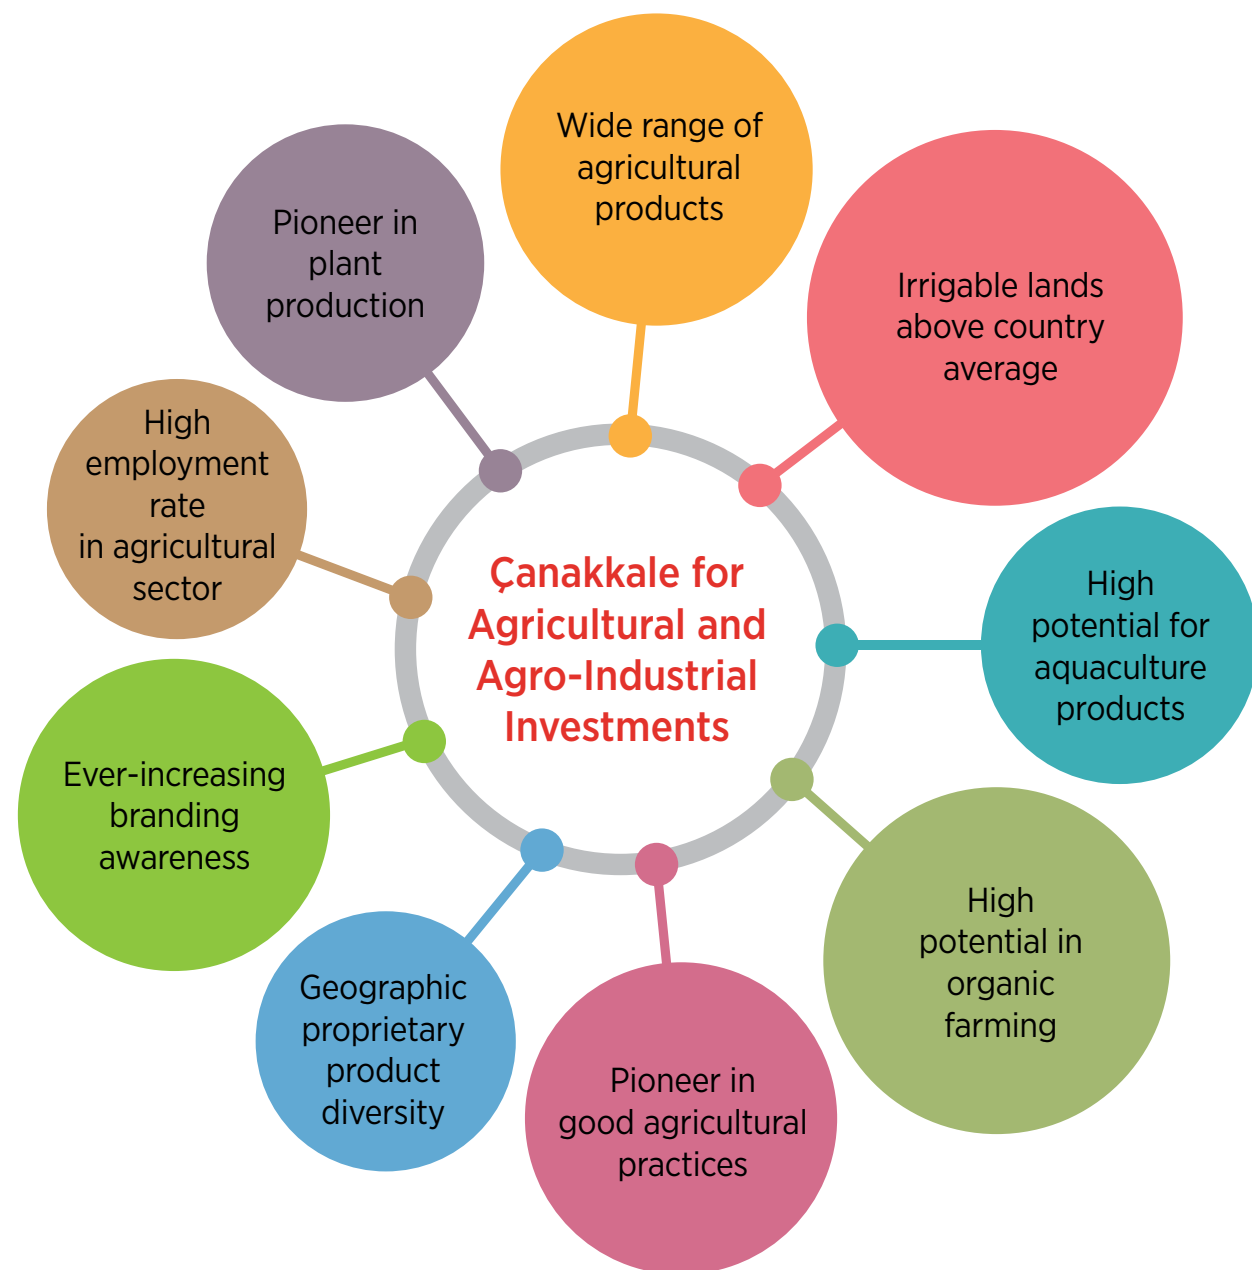 Wide range of
agricultural
products
Irrigable lands
above country
average
High
potential for
aquaculture
products
High
potential in
organic
farming
Pioneer in
good agricultural
practices
Geographic
proprietary
product
diversity
Ever-increasing
branding
awareness
High
employment
rate
in agricultural
sector
Pioneer in
plant
production
Çanakkale for
Agricultural and
Agro-Industrial
Investments